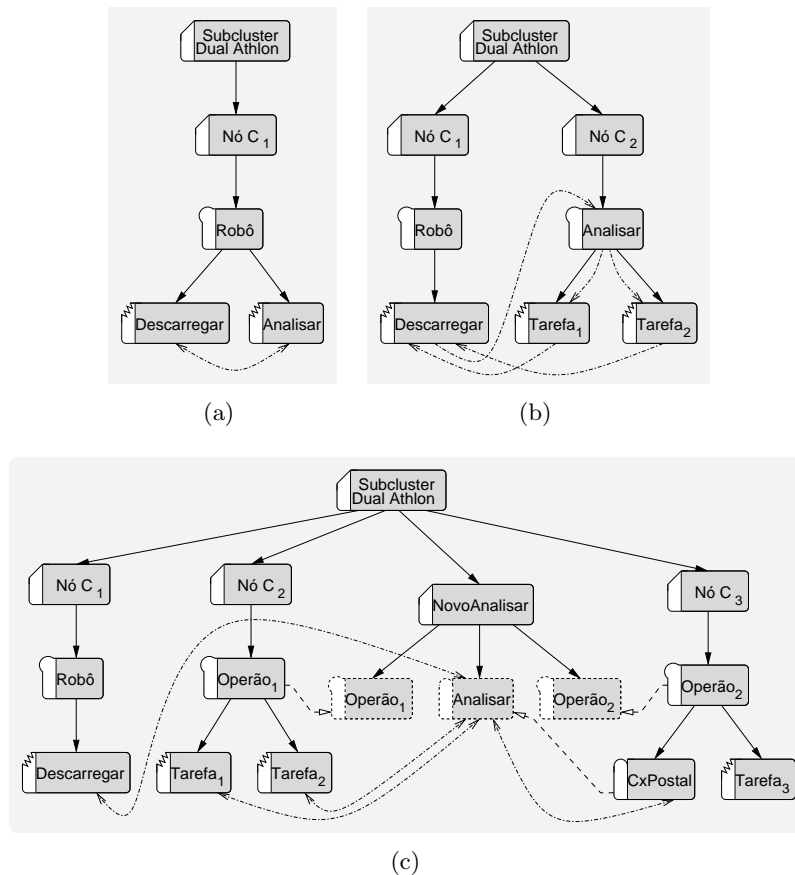 Subcluster
Dual Athlon
Nó C 1
Robô
Descarregar
Analisar
(a)
Subcluster
Dual Athlon
Nó C 1
Nó C 2
Robô
Analisar
Descarregar
Tarefa1
Tarefa2
(b)
Subcluster
Dual Athlon
Nó C 1
Nó C 2
NovoAnalisar
Nó C 3
Robô
Operão1
Operão1
Analisar
Operão2
Operão2
Descarregar
Tarefa1
Tarefa2
CxPostal
Tarefa3
(c)